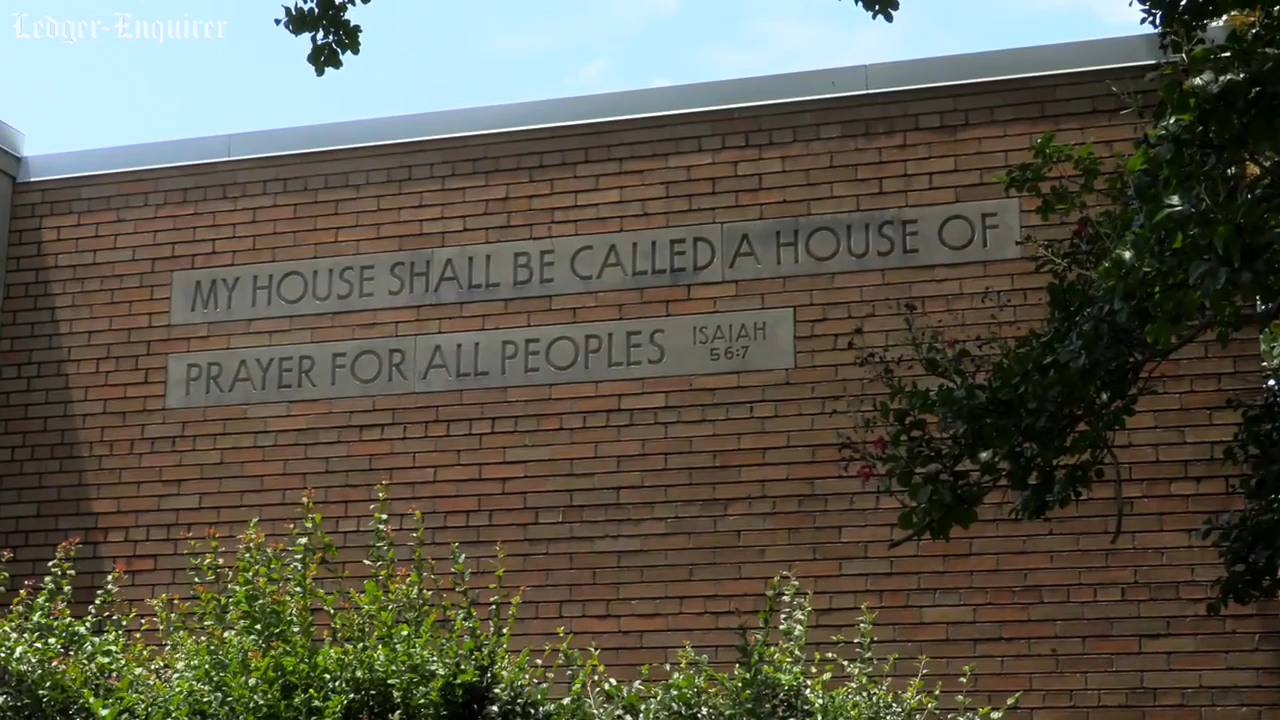 Ledger-Enquirer
MY HOUSE SHALL BE CALLED A HOUSE OF
PRAYER FOR ALL PEOPLES ISAIAH
56:7